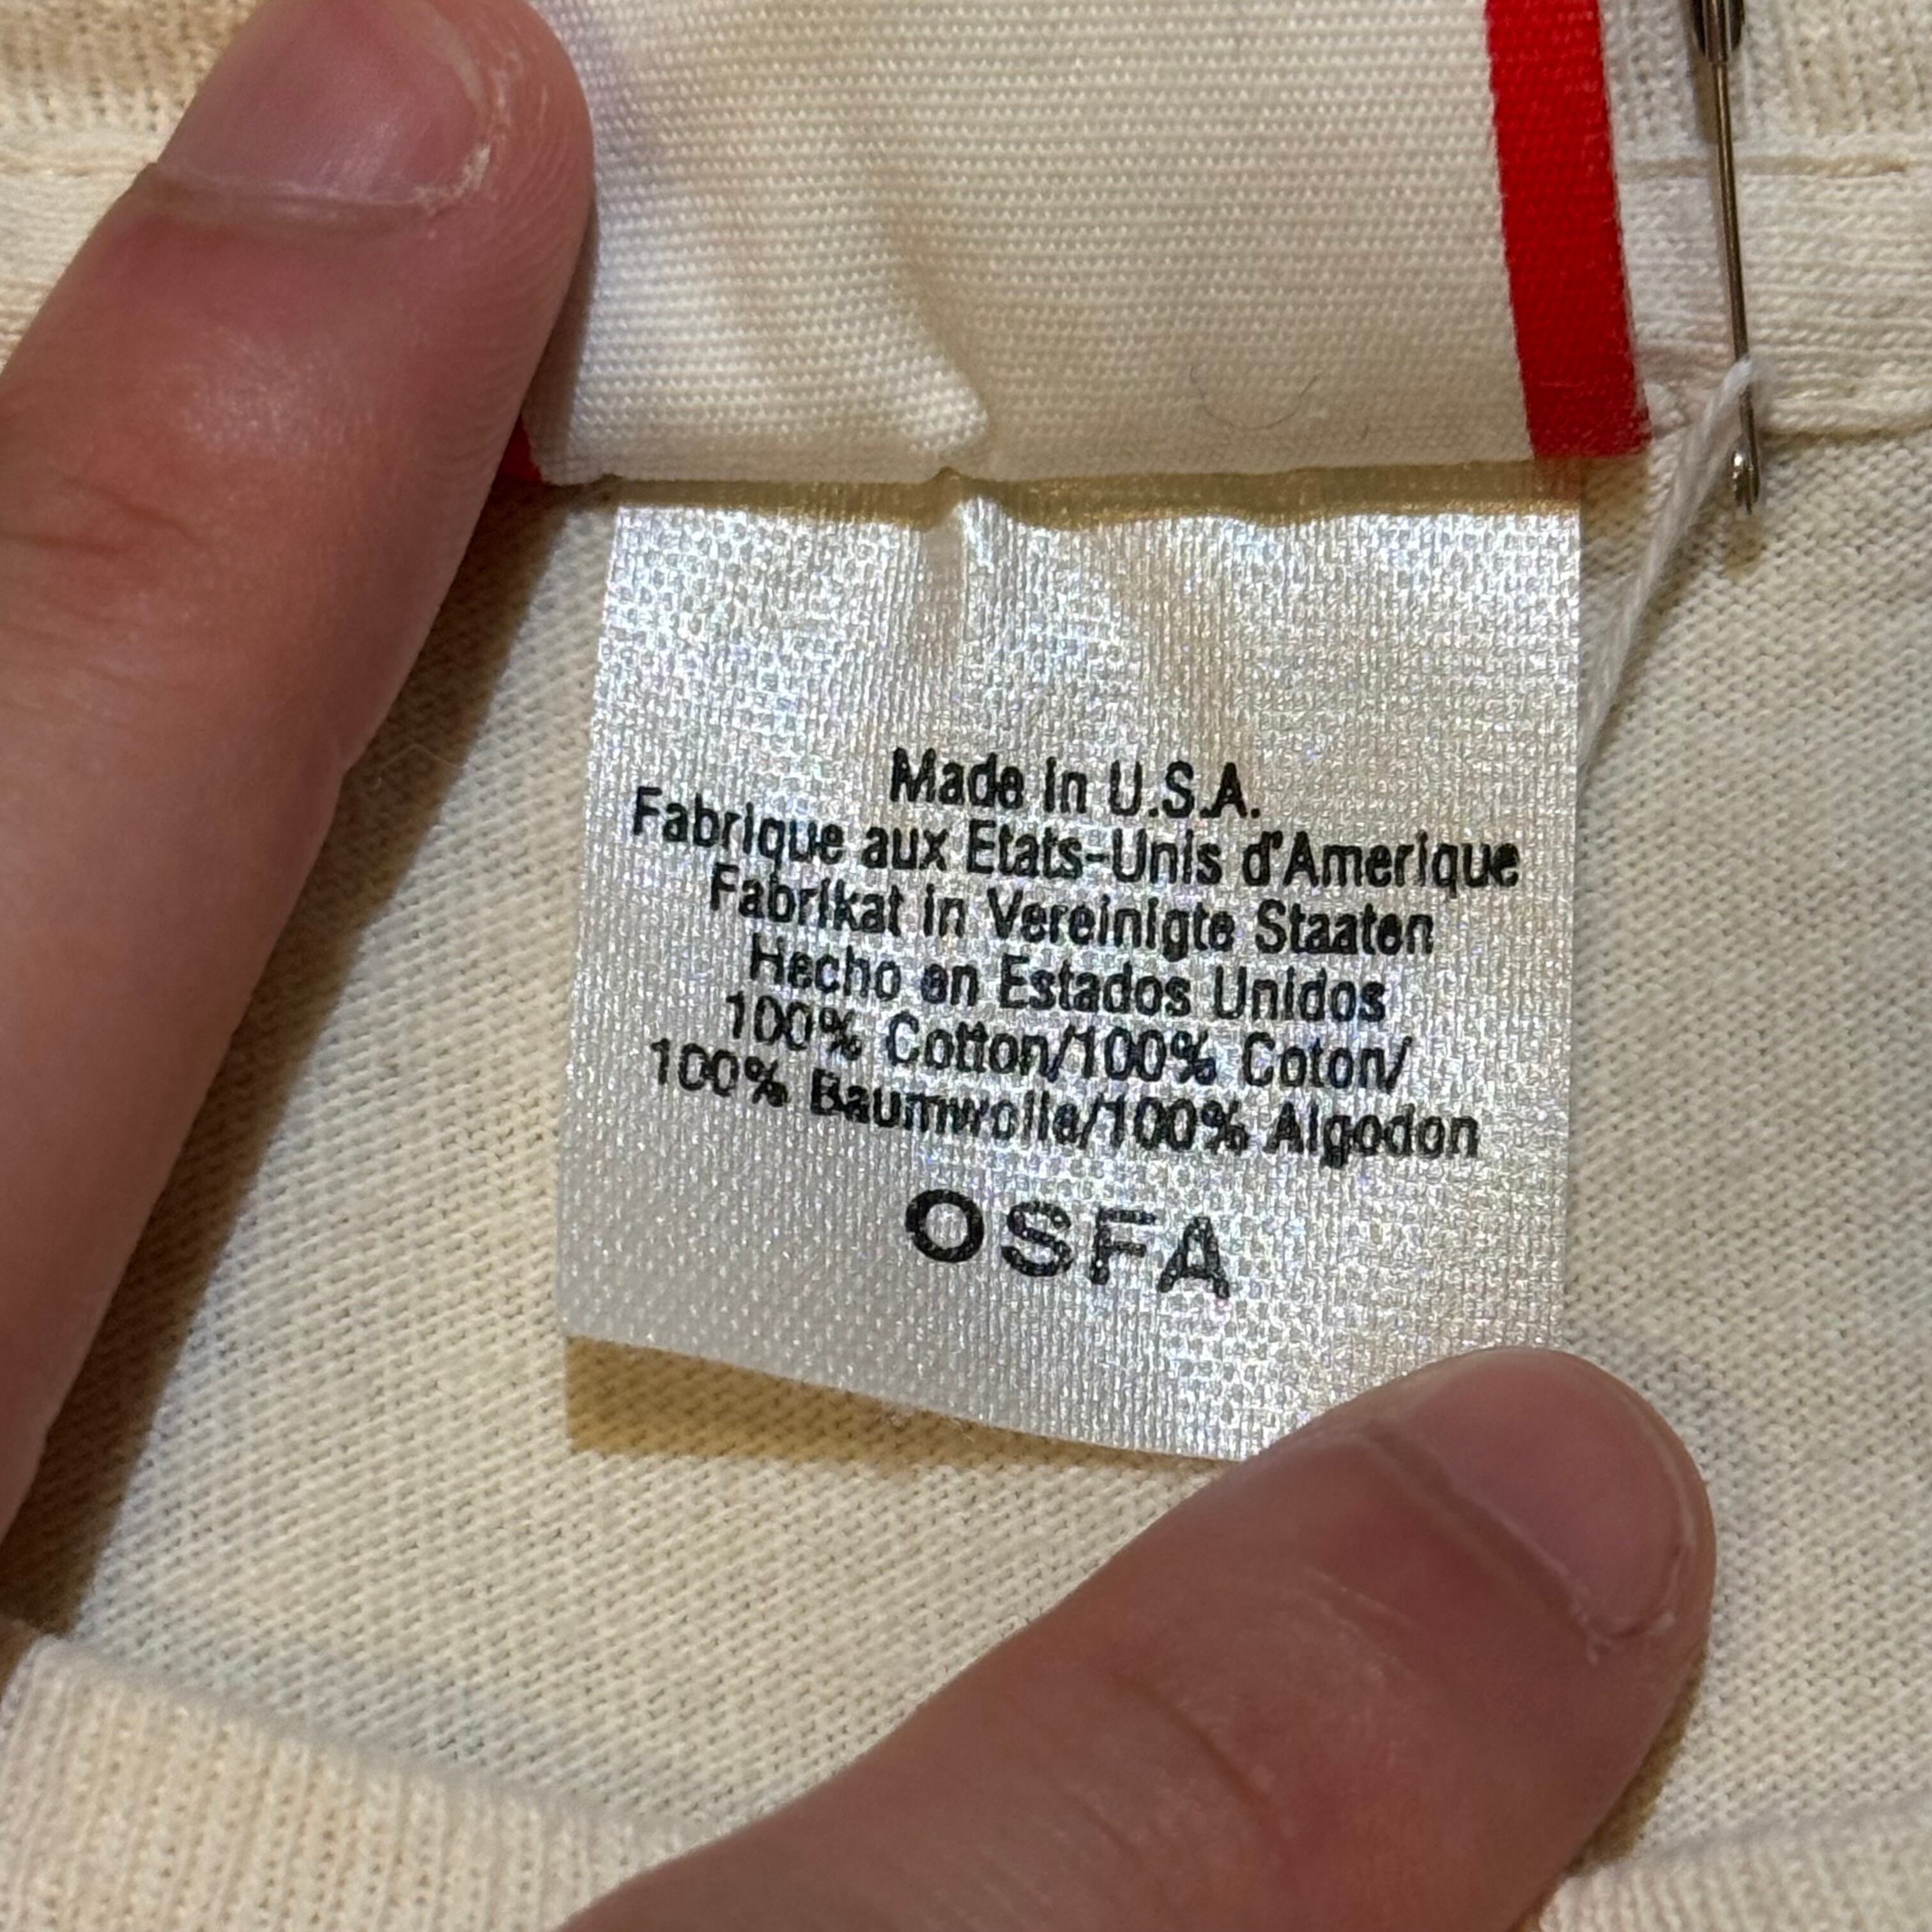 Made in U.S.A.
Fabrique aux Etats-Unis d'Amerique
Fabrikat in Vereinigte Staaten
Hecho en Estados Unidos
100% Cotton/100% Coton/
100% Baumwolle/100% Algodon
OSFA